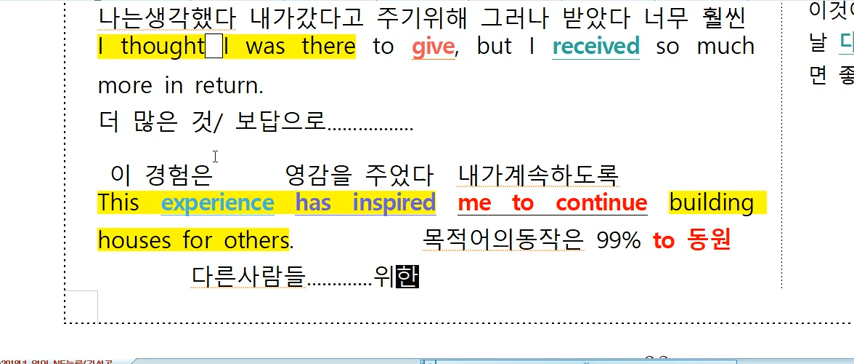 나는생각했다 내가갔다고 주기위해 그러나 받았다 너무 훨씬
I thought I was there to give, but I received so much
more in return.
더 많은 것/ 보답으로.................
이 경험은 영감을 주었다 내가계속하도록
This experience has inspired me to continue building
houses for others. 목적어의동작은 99% to 동원
다른사람들.............위한
날
면